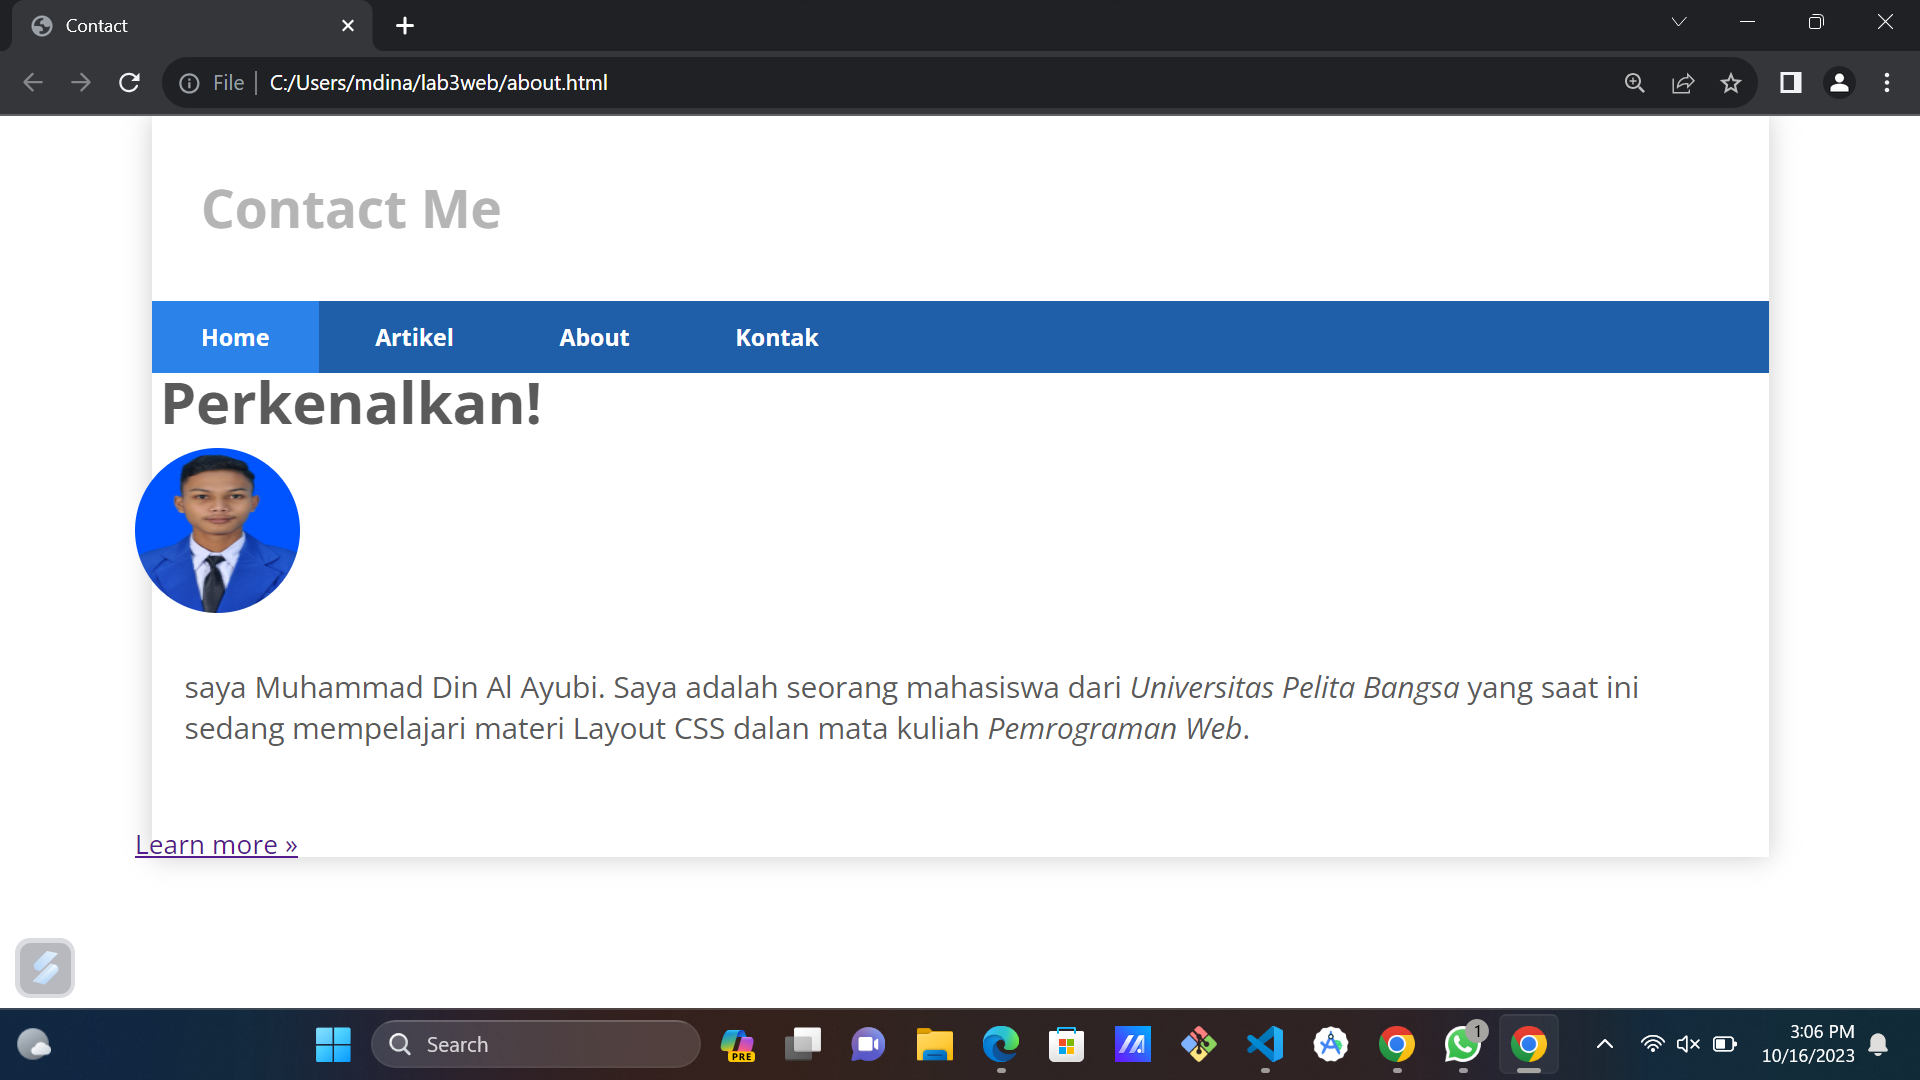 Contact
File
C:/Users/mdina/lab3web/about.html
Contact Me
Home Artikel About Kontak
Perkenalkan!
saya Muhammad Din Al Ayubi. Saya adalah seorang mahasiswa dari Universitas Pelita Bangsa yang saat ini
sedang mempelajari materi Layout CSS dalan mata kuliah Pemrograman Web.
Learn more »
Search
PRE
1
3:06 PM
10/16/2023